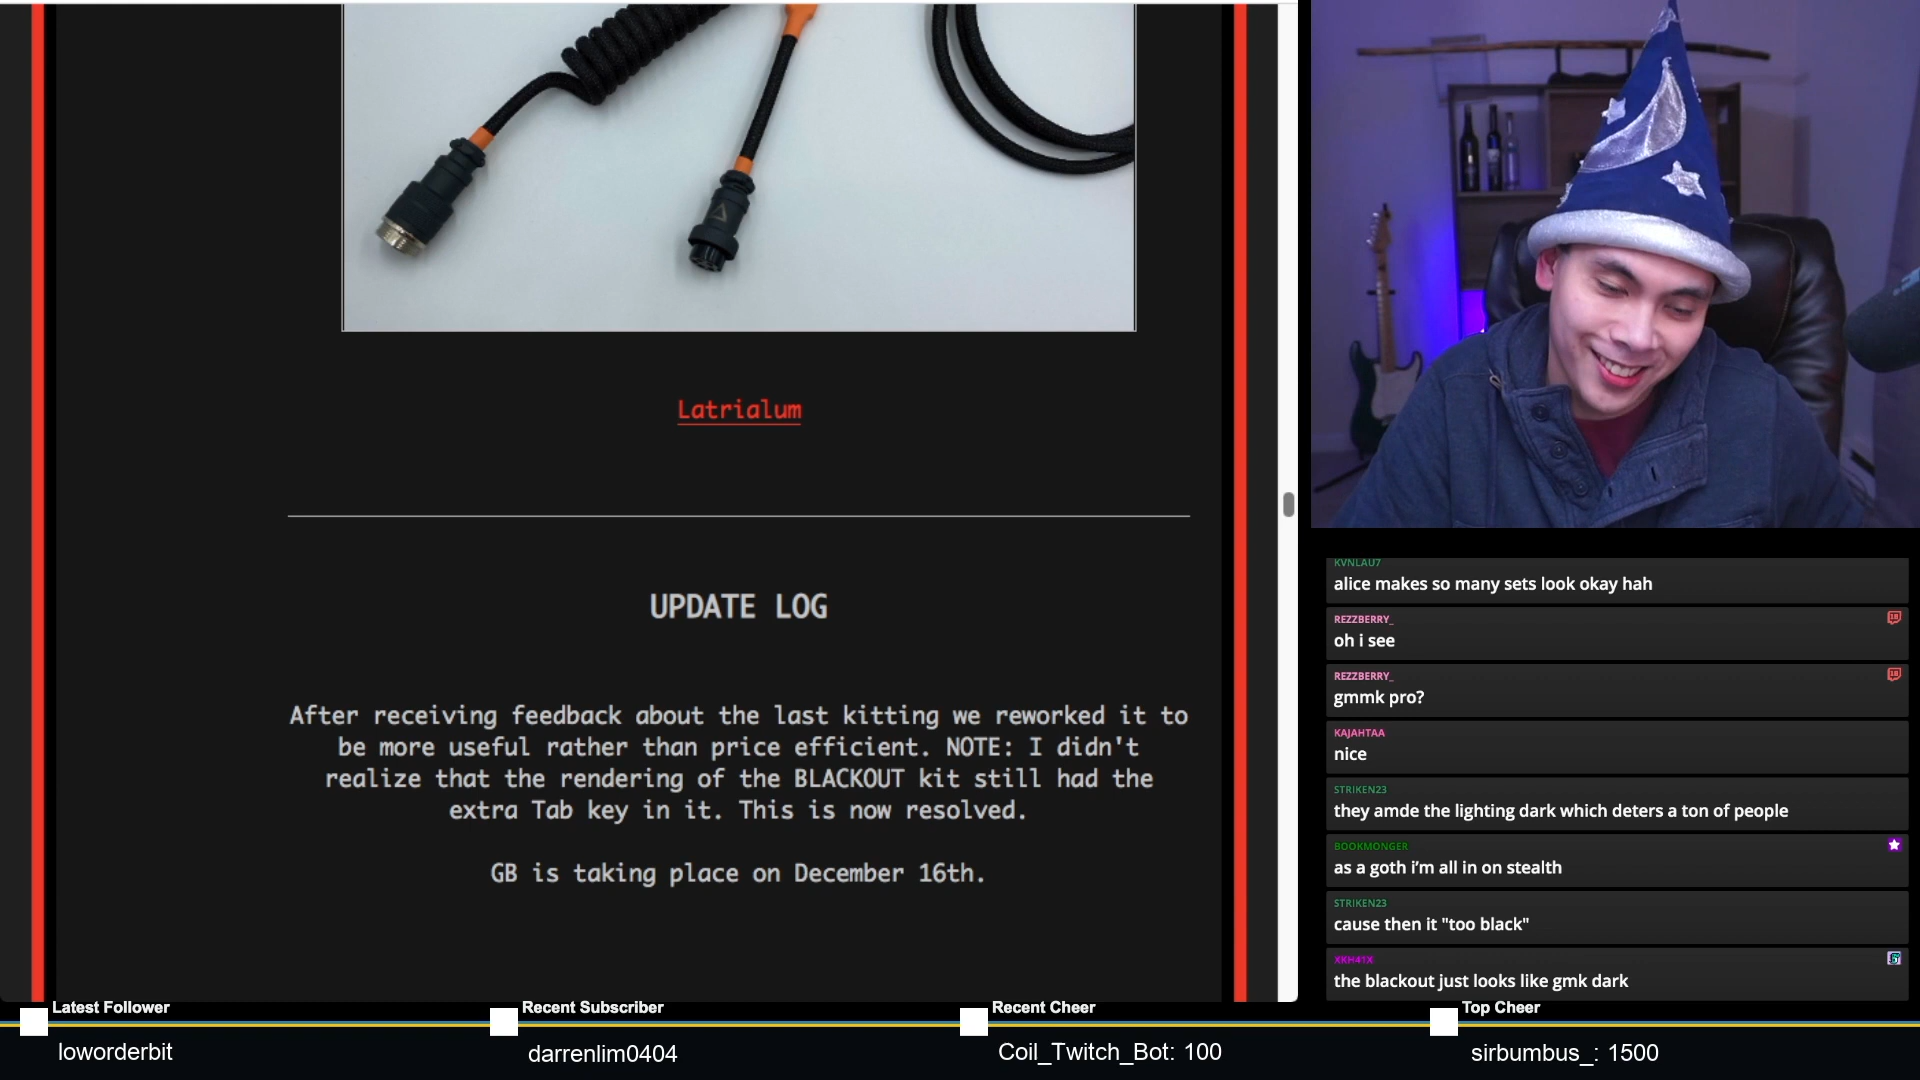 Latrialum
UPDATE LOG
After receiving feedback about the last kitting we reworked it to
be more useful rather than price efficient. NOTE: I didn't
realize that the rendering of the BLACKOUT kit still had the
extra Tab key in it. This is now resolved.
GB is taking place on December 16th.
KVNLAU7
alice makes so many sets look okay hah
REZZBERRY_
oh i see
REZZBERRY_
gmmk pro?
KAJAHTAA
nice
STRIKEN23
they amde the lighting dark which deters a ton of people
BOOKMONGER
as a goth i’m all in on stealth
STRIKEN23
cause then it "too black"
XKH41X
the blackout just looks like gmk dark
Latest Follower
loworderbit
Recent Subscriber
darrenlim0404
Recent Cheer
Coil_Twitch_Bot: 100
Top Cheer
sirbumbus_: 1500